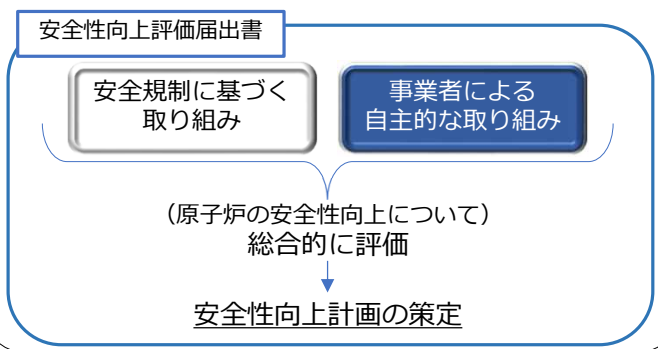 安全性向上評価届出書
安全規制に基づく
取り組み
事業者による
自主的な取り組み
（原子炉の安全性向上について）
総合的に評価
安全性向上計画の策定